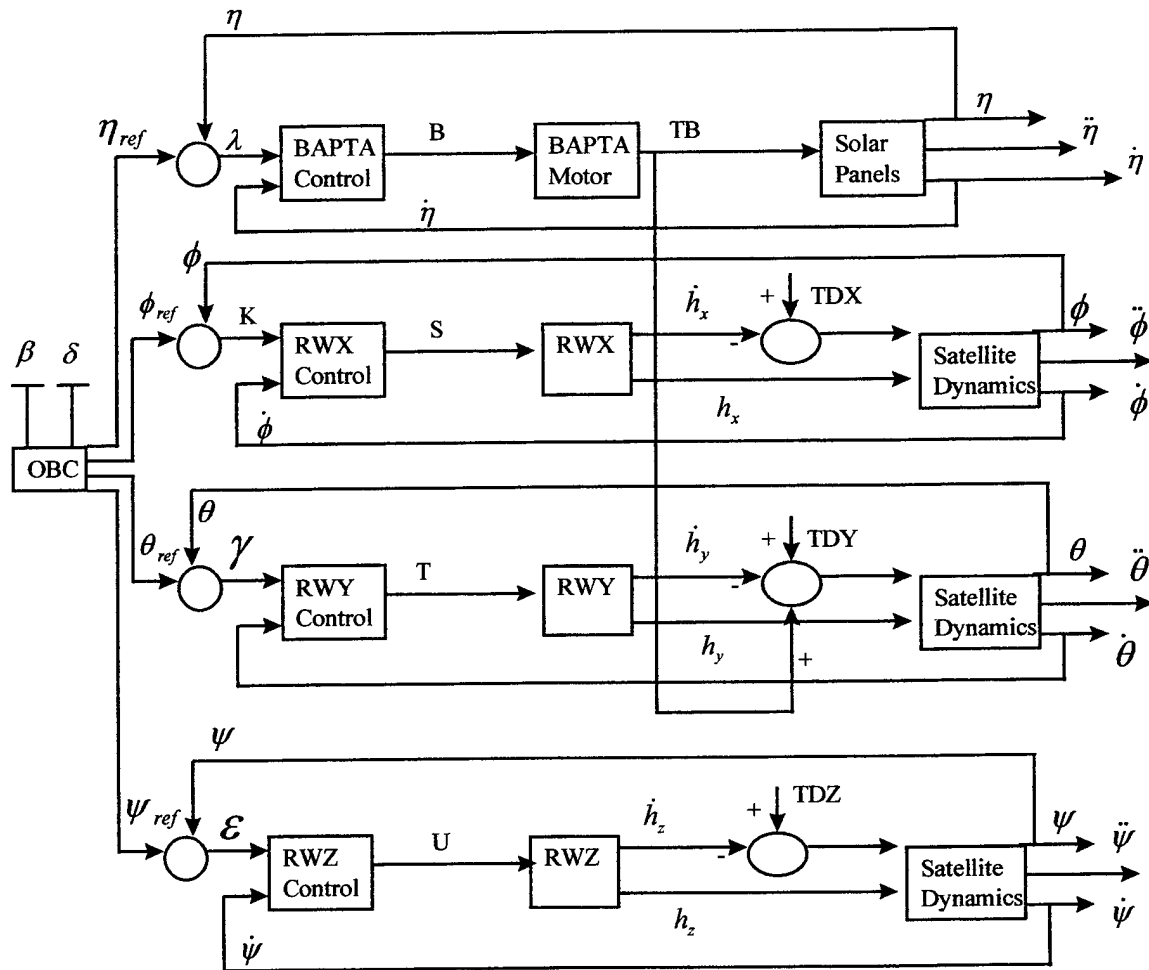 η
η_ref
λ
BAPTA
Control
B
BAPTA
Motor
TB
Solar
Panels
η
η̈
η̇
η̇
ϕ
ϕ_ref
K
RWX
Control
S
RWX
ḣ_x
+
TDX
-
h_x
Satellite
Dynamics
ϕ
ϕ̈
ϕ̇
ϕ̇
β
δ
OBC
θ
θ_ref
γ
RWY
Control
T
RWY
ḣ_y
+
TDY
-
h_y
+
Satellite
Dynamics
θ
θ̈
θ̇
ψ
ψ_ref
ε
RWZ
Control
U
RWZ
ḣ_z
+
TDZ
-
h_z
Satellite
Dynamics
ψ
ψ̈
ψ̇
ψ̇